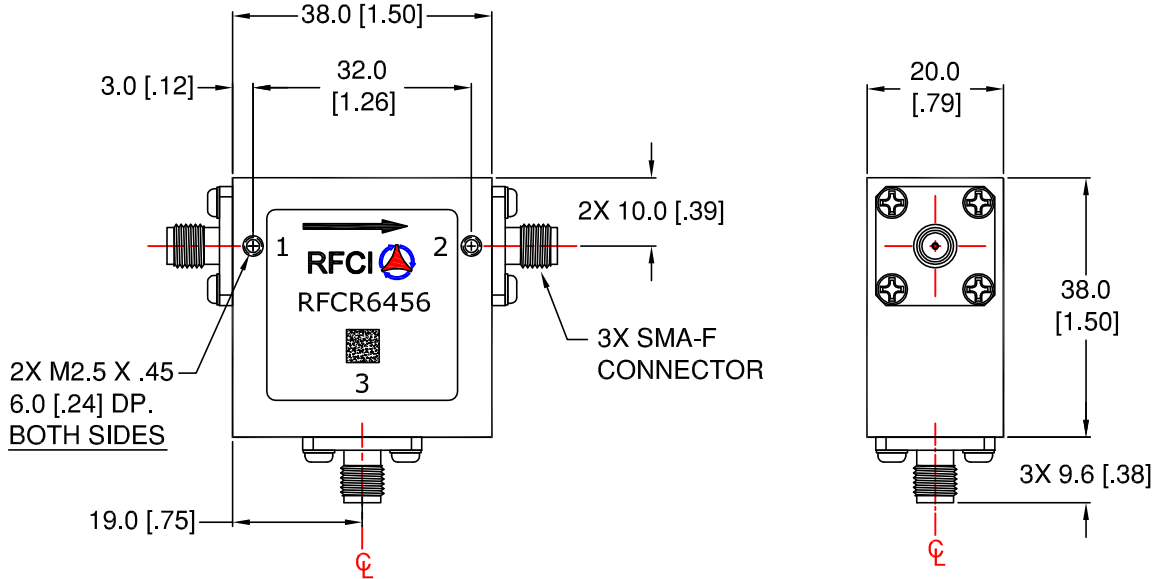 38.0 [1.50]
3.0 [.12]
32.0
[1.26]
2X 10.0 [.39]
1
2
RFCI
RFCR6456
3
2X M2.5 X .45
6.0 [.24] DP.
BOTH SIDES
3X SMA-F
CONNECTOR
19.0 [.75]
CL
20.0
[.79]
38.0
[1.50]
3X 9.6 [.38]
CL